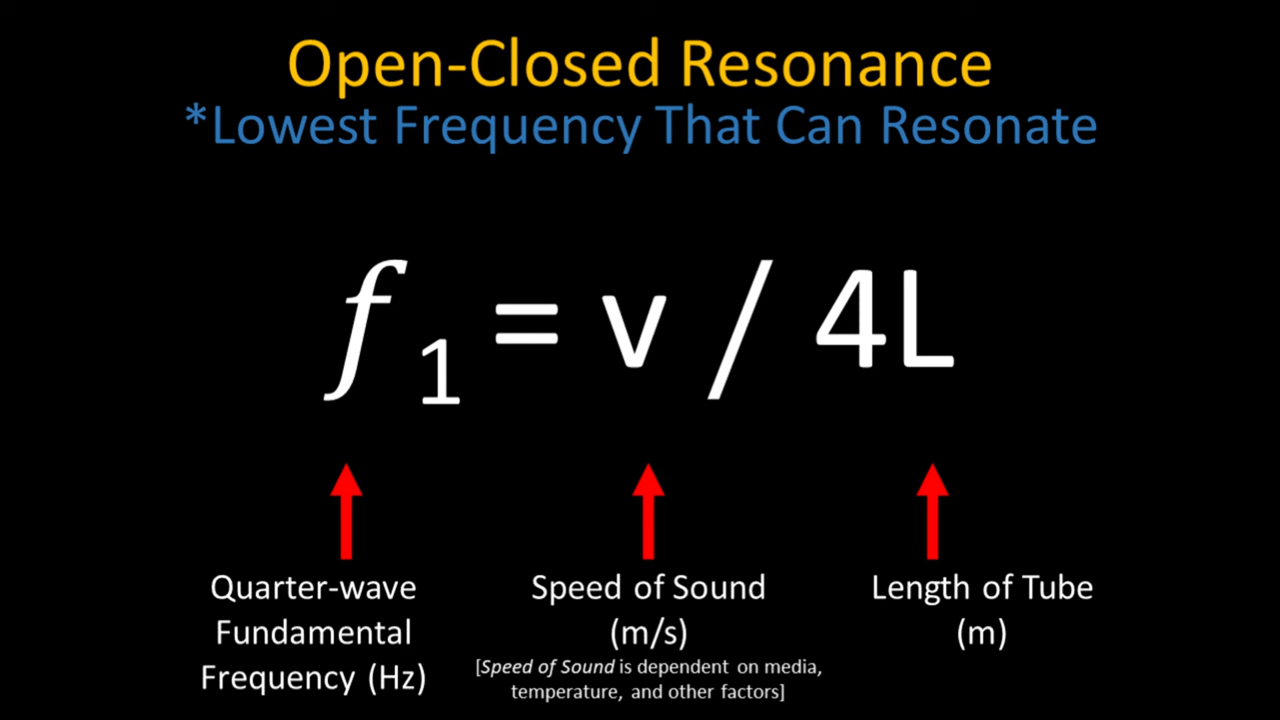 Open-Closed Resonance
*Lowest Frequency That Can Resonate
f 1 = v / 4L
Quarter-wave
Fundamental
Frequency (Hz)
Speed of Sound
(m/s)
[Speed of Sound is dependent on media,
temperature, and other factors]
Length of Tube
(m)